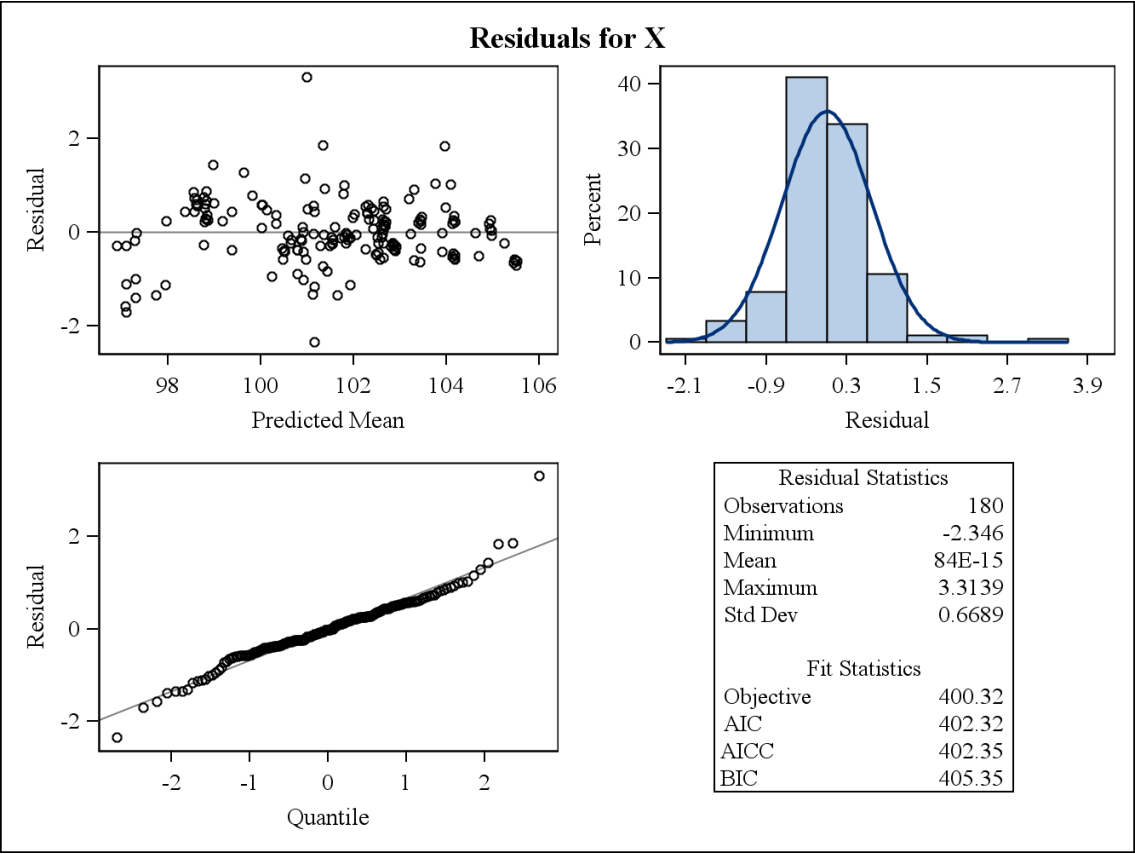 Residuals for X
2
0
-2
Residual
98 100 102 104 106
Predicted Mean
40
30
20
10
0
Percent
-2.1 -0.9 0.3 1.5 2.7 3.9
Residual
2
0
-2
Residual
-2 -1 0 1 2
Quantile
Residual Statistics
Observations 180
Minimum -2.346
Mean 84E-15
Maximum 3.3139
Std Dev 0.6689
Fit Statistics
Objective 400.32
AIC 402.32
AICC 402.35
BIC 405.35